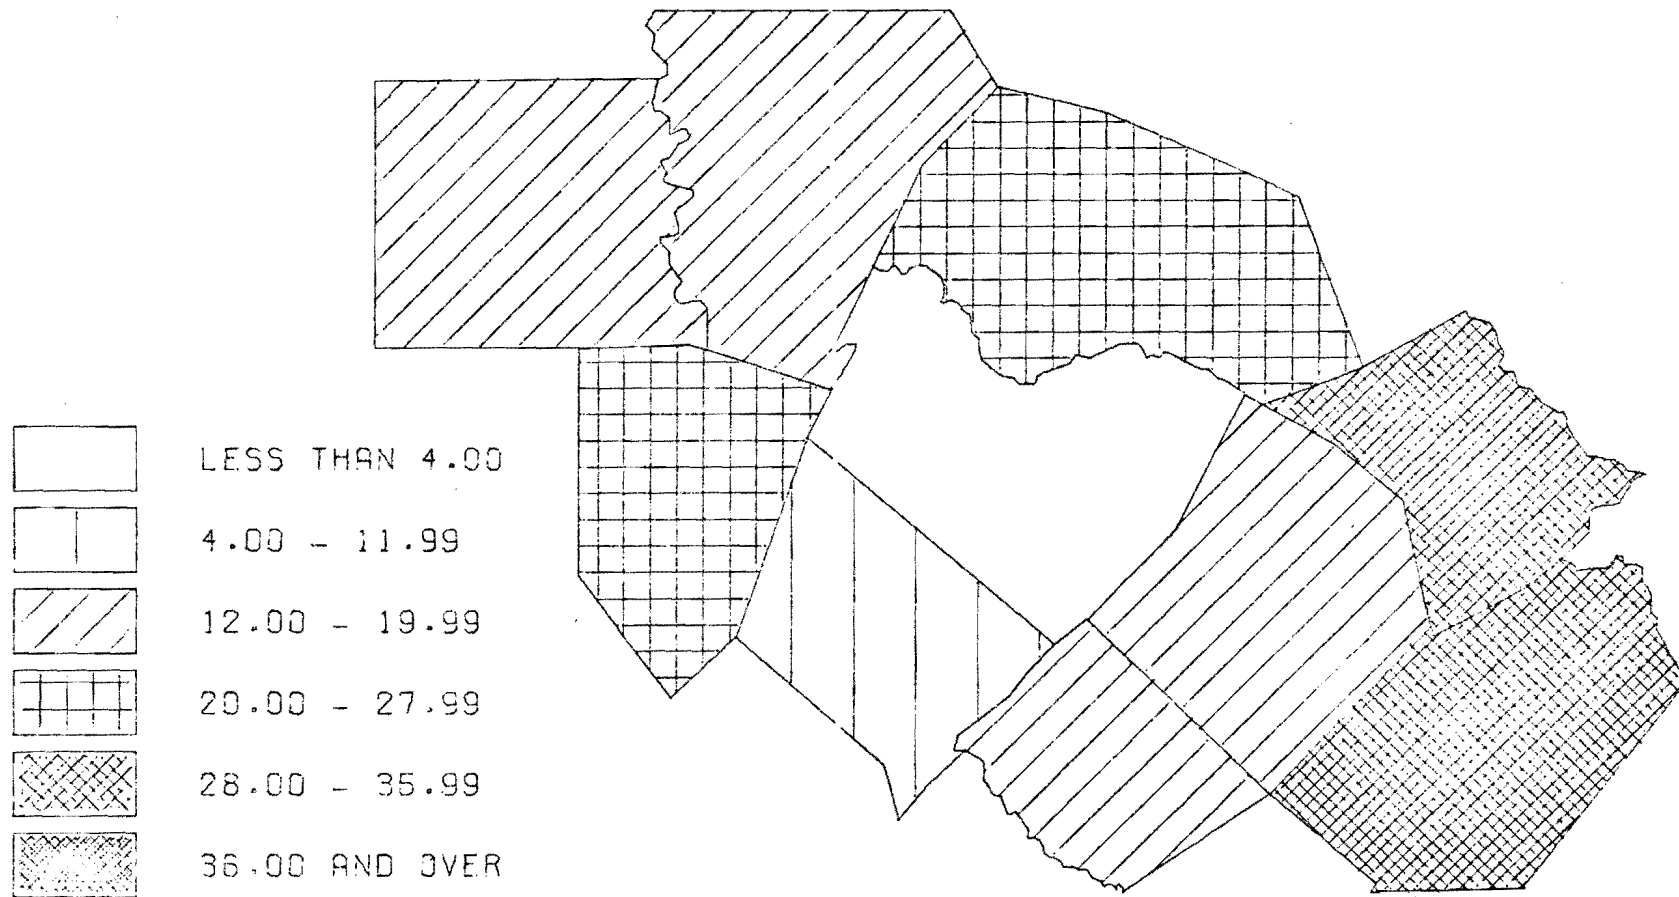 LESS THAN 4.00
4.00 - 11.99
12.00 - 19.99
20.00 - 27.99
28.00 - 35.99
36.00 AND OVER